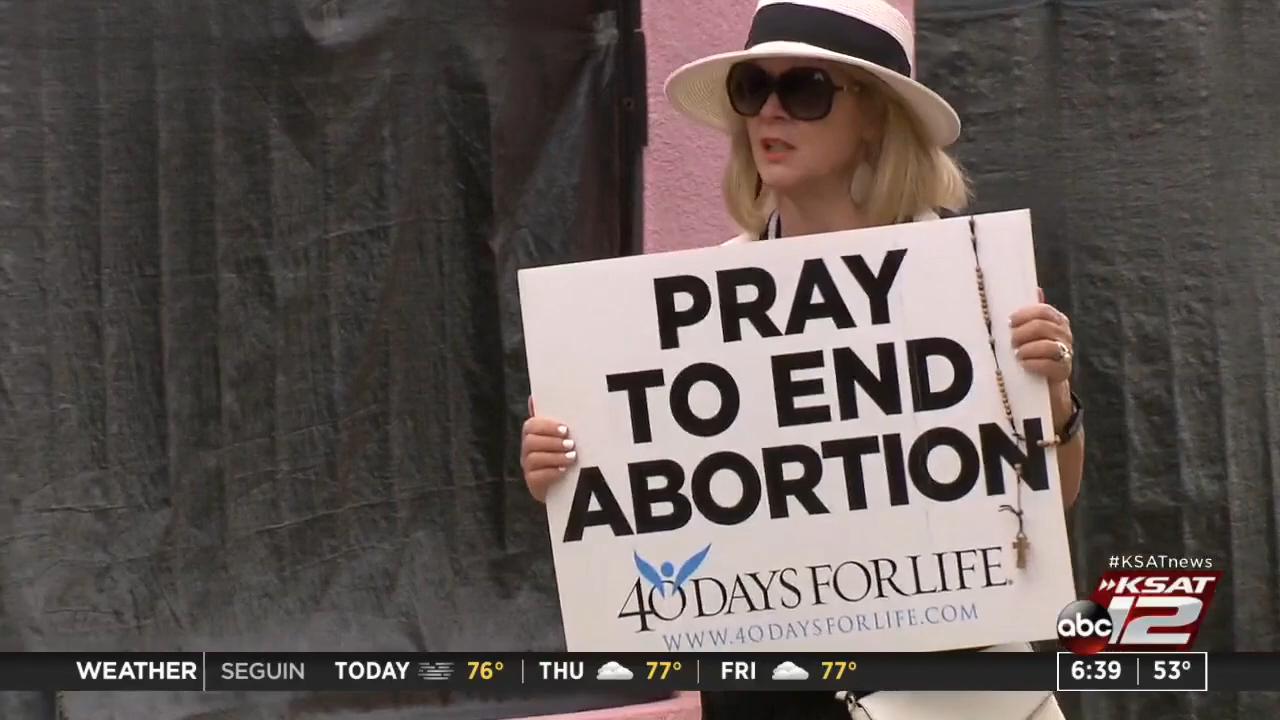 PRAY
TO END
ABORTION
40 DAYS FOR LIFE®
WWW.40DAYSFORLIFE.COM
#KSATnews
KSAT
abc 12
WEATHER SEGUIN TODAY 76° THU 77° FRI 77° 6:39 53°